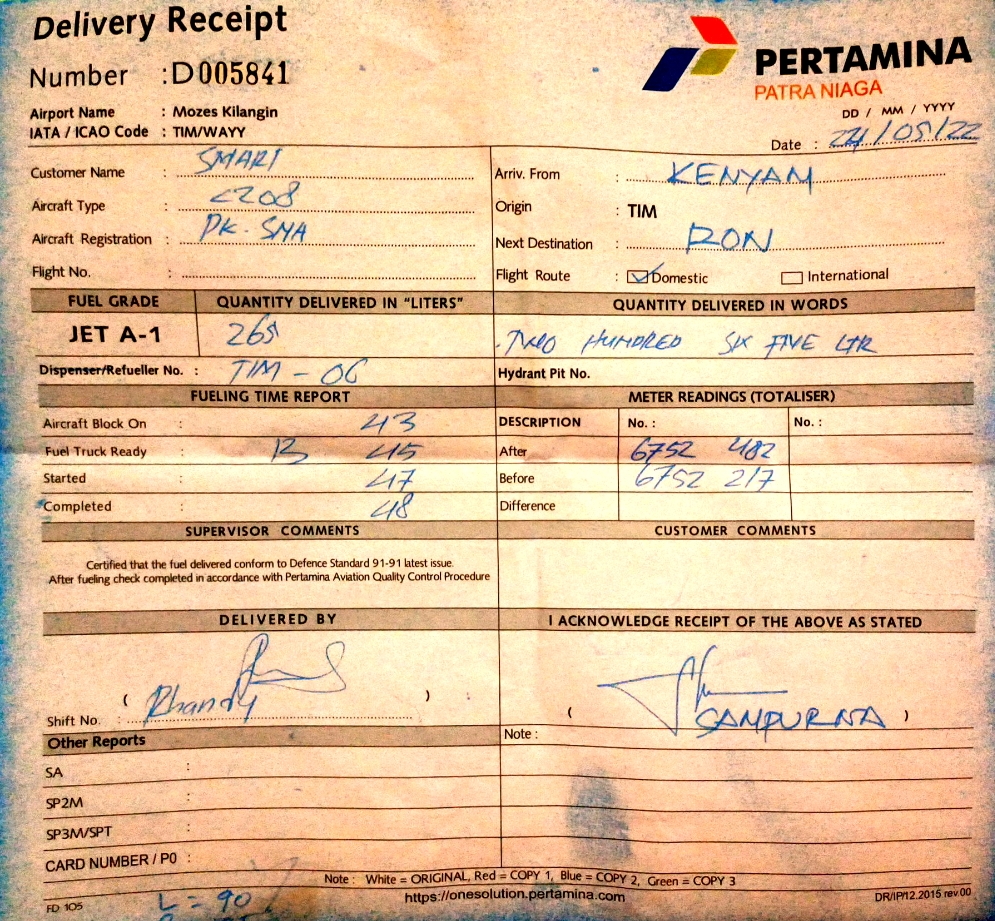 Delivery Receipt
PERTAMINA
PATRA NIAGA
Number : D005841
Airport Name : Mozes Kilangin
IATA / ICAO Code : TIM/WAYY
DD / MM / YYYY
Date : 24/05/22
Customer Name : SMART
Arriv. From : KENYAM
Aircraft Type : C208
Origin : TIM
Aircraft Registration : PK-SNA
Next Destination : RON
Flight No. :
Flight Route : Domestic International
FUEL GRADE QUANTITY DELIVERED IN "LITERS" QUANTITY DELIVERED IN WORDS
JET A-1 265 TWO HUNDRED SIX FIVE LTR
Dispenser/Refueller No. : TIM - 06 Hydrant Pit No.
FUELING TIME REPORT METER READINGS (TOTALISER)
Aircraft Block On : 43 DESCRIPTION No. : No. :
Fuel Truck Ready : 13 45 After 6752 482
Started : 47 Before 6752 217
Completed : 48 Difference
SUPERVISOR COMMENTS CUSTOMER COMMENTS
Certified that the fuel delivered conform to Defence Standard 91-91 latest issue.
After fueling check completed in accordance with Pertamina Aviation Quality Control Procedure
DELIVERED BY I ACKNOWLEDGE RECEIPT OF THE ABOVE AS STATED
( Rhandy ) ( SAMPURNA )
Shift No. :
Other Reports Note :
SA :
SP2M :
SP3M/SPT :
CARD NUMBER / P0 :
Note : White = ORIGINAL, Red = COPY 1, Blue = COPY 2, Green = COPY 3
FD 105 L = 90 https://onesolution.pertamina.com DR/IP/12.2015 rev 00